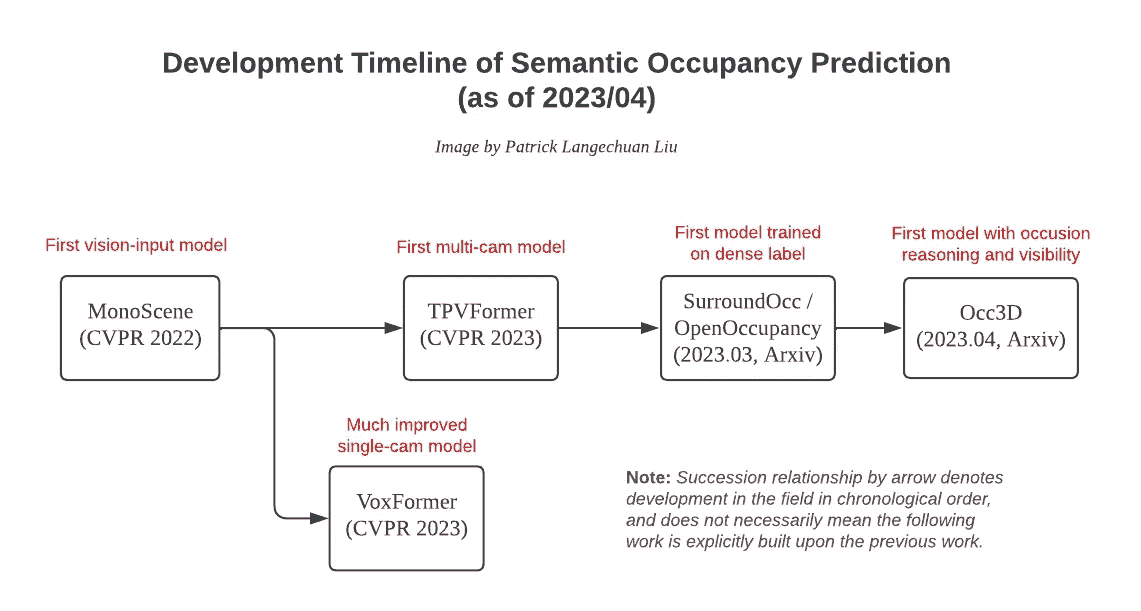 Development Timeline of Semantic Occupancy Prediction
(as of 2023/04)
Image by Patrick Langechuan Liu
First vision-input model
MonoScene
(CVPR 2022)
First multi-cam model
TPVFormer
(CVPR 2023)
First model trained
on dense label
SurroundOcc /
OpenOccupancy
(2023.03, Arxiv)
First model with occusion
reasoning and visibility
Occ3D
(2023.04, Arxiv)
Much improved
single-cam model
VoxFormer
(CVPR 2023)
Note: Succession relationship by arrow denotes
development in the field in chronological order,
and does not necessarily mean the following
work is explicitly built upon the previous work.